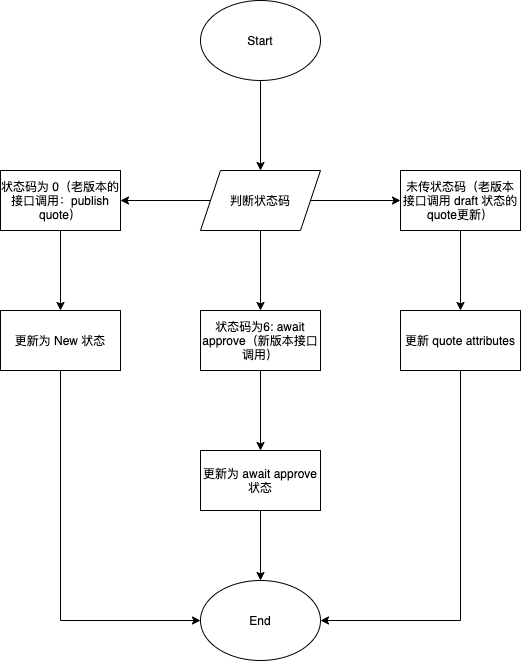 Start
状态码为 0（老版本的
接口调用：publish
quote）
判断状态码
未传状态码（老版本
接口调用 draft 状态的
quote更新）
更新为 New 状态
状态码为6: await
approve（新版本接口
调用）
更新 quote attributes
更新为 await approve
状态
End